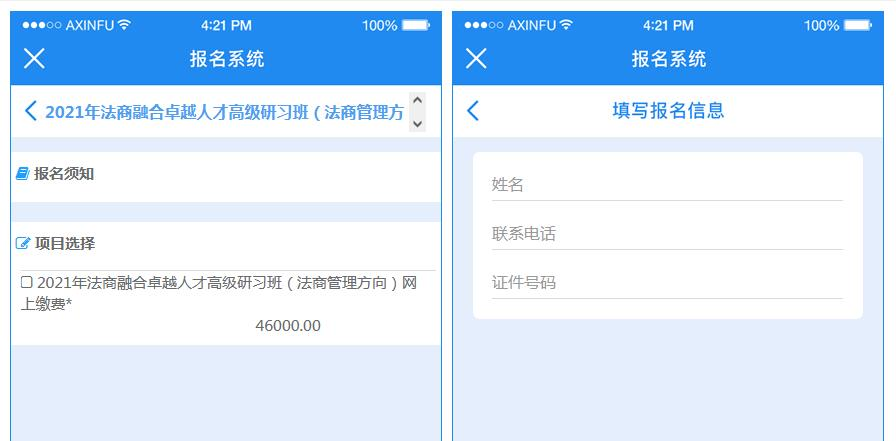 AXINFU 4:21 PM 100%
报名系统
2021年法商融合卓越人才高级研习班（法商管理方
报名须知
项目选择
2021年法商融合卓越人才高级研习班（法商管理方向）网
上缴费*
46000.00
AXINFU 4:21 PM 100%
报名系统
填写报名信息
姓名
联系电话
证件号码